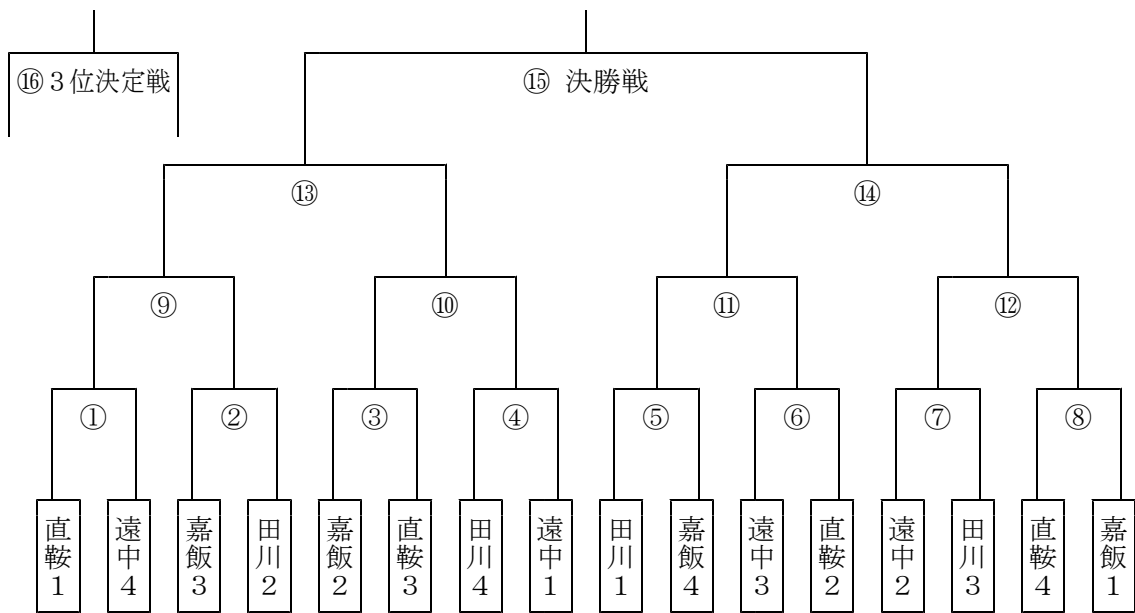 ⑯３位決定戦
⑮ 決勝戦
⑬
⑭
⑨
⑩
⑪
⑫
①
②
③
④
⑤
⑥
⑦
⑧
直鞍１
遠中４
嘉飯３
田川２
嘉飯２
直鞍３
田川４
遠中１
田川１
嘉飯４
遠中３
直鞍２
遠中２
田川３
直鞍４
嘉飯１